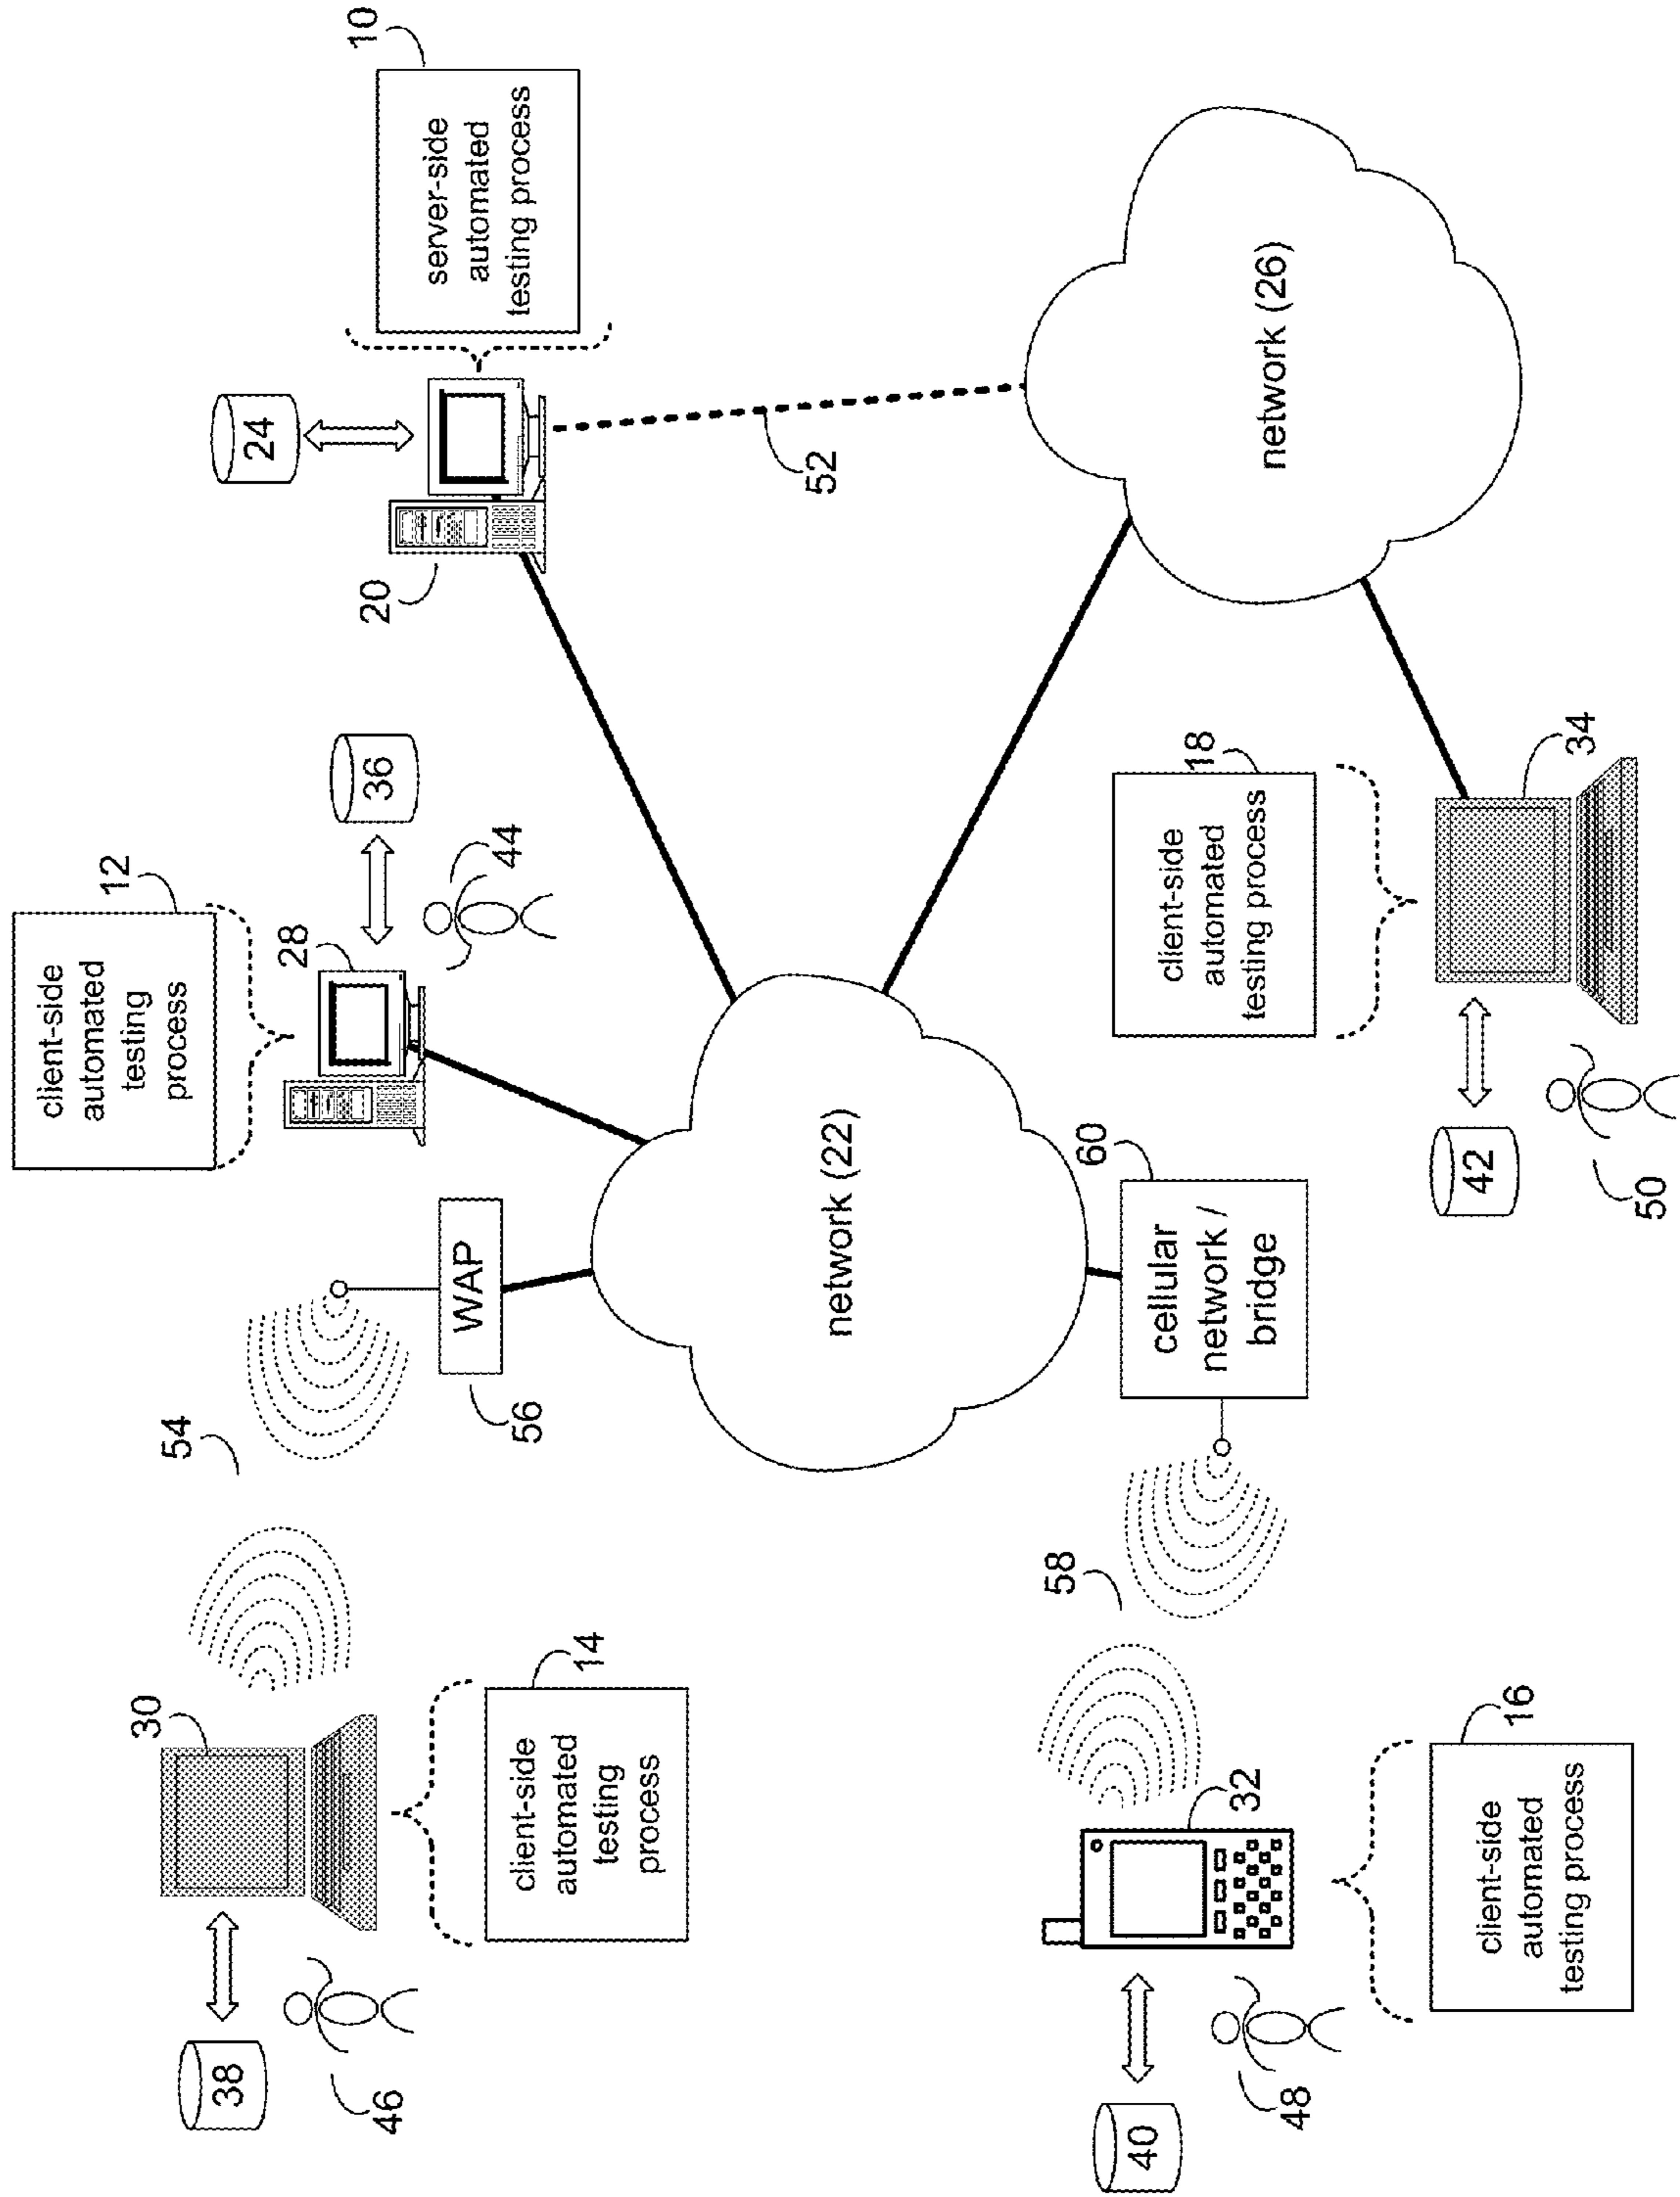 38
46
30
client-side
automated
testing
process
14
54
WAP
56
client-side
automated
testing
process
12
28
36
44
24
20
server-side
automated
testing process
10
52
40
48
32
client-side
automated
testing process
16
58
cellular
network /
bridge
60
network (22)
network (26)
client-side
automated
testing process
18
42
50
34